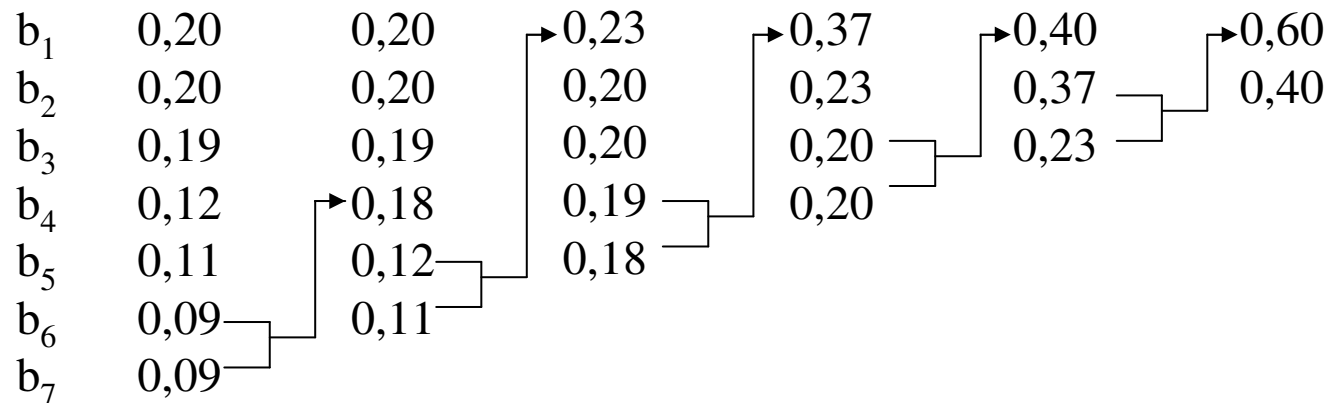 b₁ 0,20 0,20 0,23 0,37 0,40 0,60
b₂ 0,20 0,20 0,20 0,23 0,37 0,40
b₃ 0,19 0,19 0,20 0,20 0,23
b₄ 0,12 0,18 0,19 0,20
b₅ 0,11 0,12 0,18
b₆ 0,09 0,11
b₇ 0,09